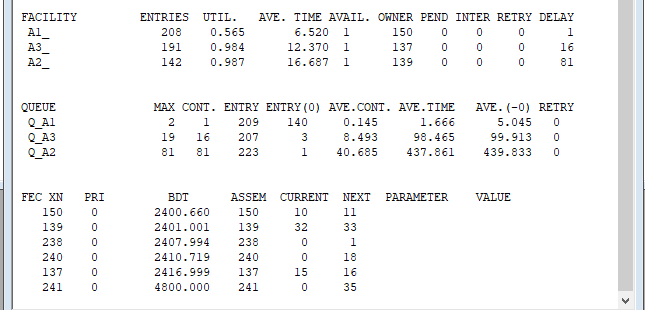 FACILITY ENTRIES UTIL. AVE. TIME AVAIL. OWNER PEND INTER RETRY DELAY
A1_ 208 0.565 6.520 1 150 0 0 0 1
A3_ 191 0.984 12.370 1 137 0 0 0 16
A2_ 142 0.987 16.687 1 139 0 0 0 81
QUEUE MAX CONT. ENTRY ENTRY(0) AVE.CONT. AVE.TIME AVE.(-0) RETRY
Q_A1 2 1 209 140 0.145 1.666 5.045 0
Q_A3 19 16 207 3 8.493 98.465 99.913 0
Q_A2 81 81 223 1 40.685 437.861 439.833 0
FEC XN PRI BDT ASSEM CURRENT NEXT PARAMETER VALUE
150 0 2400.660 150 10 11
139 0 2401.001 139 32 33
238 0 2407.994 238 0 1
240 0 2410.719 240 0 18
137 0 2416.999 137 15 16
241 0 4800.000 241 0 35